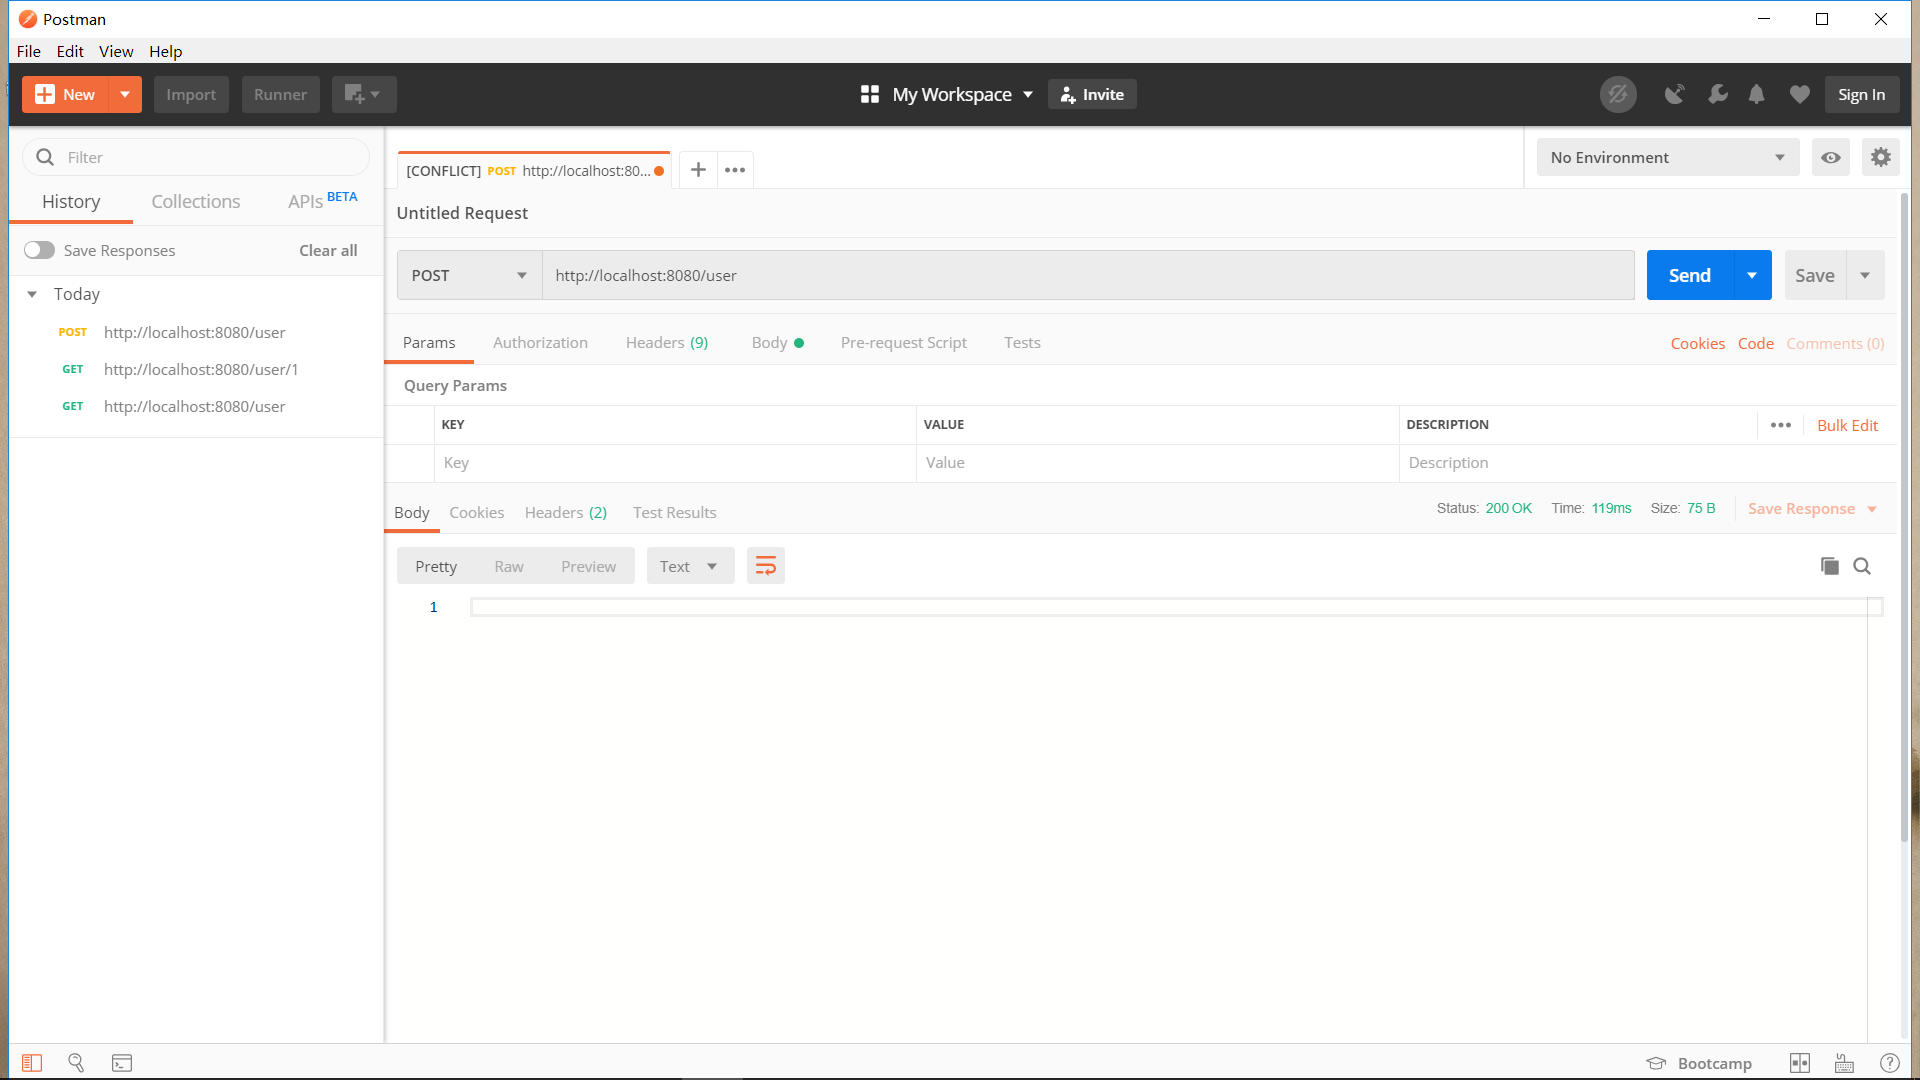 Postman
File Edit View Help
New Import Runner My Workspace Invite Sign In
Filter
History Collections APIs BETA
Save Responses Clear all
Today
POST http://localhost:8080/user
GET http://localhost:8080/user/1
GET http://localhost:8080/user
[CONFLICT] POST http://localhost:80... No Environment
Untitled Request
POST http://localhost:8080/user Send Save
Params Authorization Headers (9) Body Pre-request Script Tests Cookies Code Comments (0)
Query Params
KEY VALUE DESCRIPTION Bulk Edit
Key Value Description
Body Cookies Headers (2) Test Results Status: 200 OK Time: 119ms Size: 75 B Save Response
Pretty Raw Preview Text
1
Bootcamp